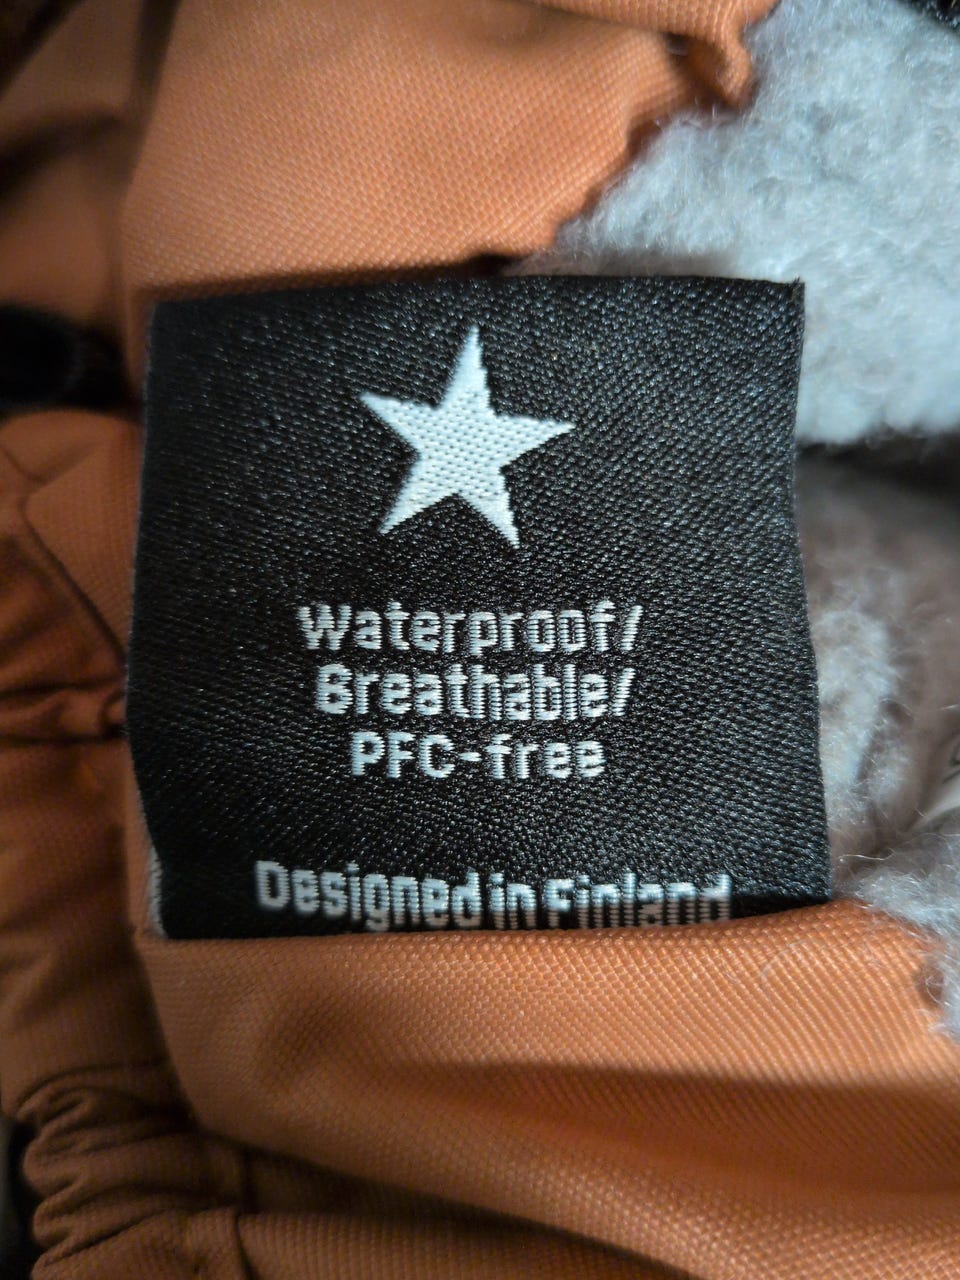 Waterproof/
Breathable/
PFC-free
Designed in Finland